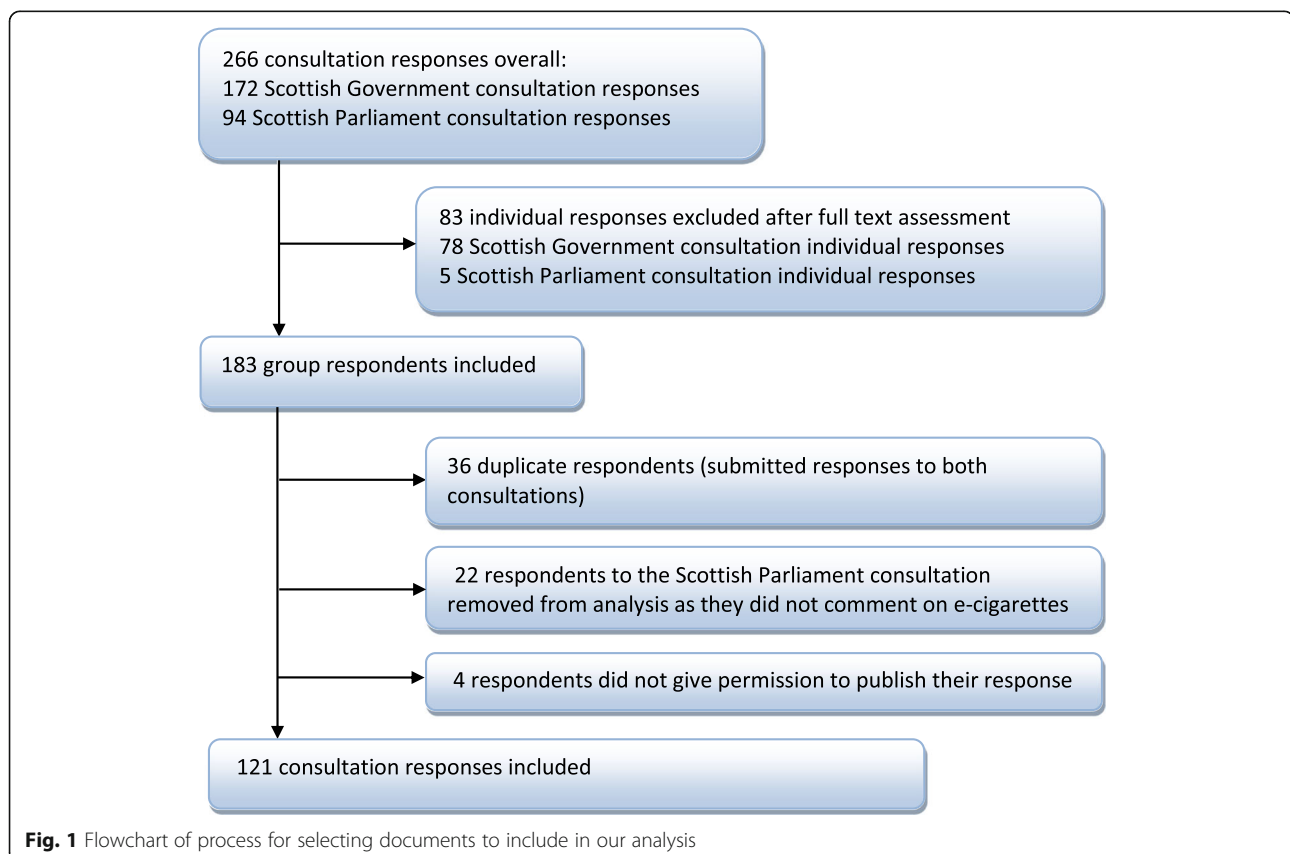 266 consultation responses overall:
172 Scottish Government consultation responses
94 Scottish Parliament consultation responses
83 individual responses excluded after full text assessment
78 Scottish Government consultation individual responses
5 Scottish Parliament consultation individual responses
183 group respondents included
36 duplicate respondents (submitted responses to both
consultations)
22 respondents to the Scottish Parliament consultation
removed from analysis as they did not comment on e-cigarettes
4 respondents did not give permission to publish their response
121 consultation responses included
Fig. 1 Flowchart of process for selecting documents to include in our analysis